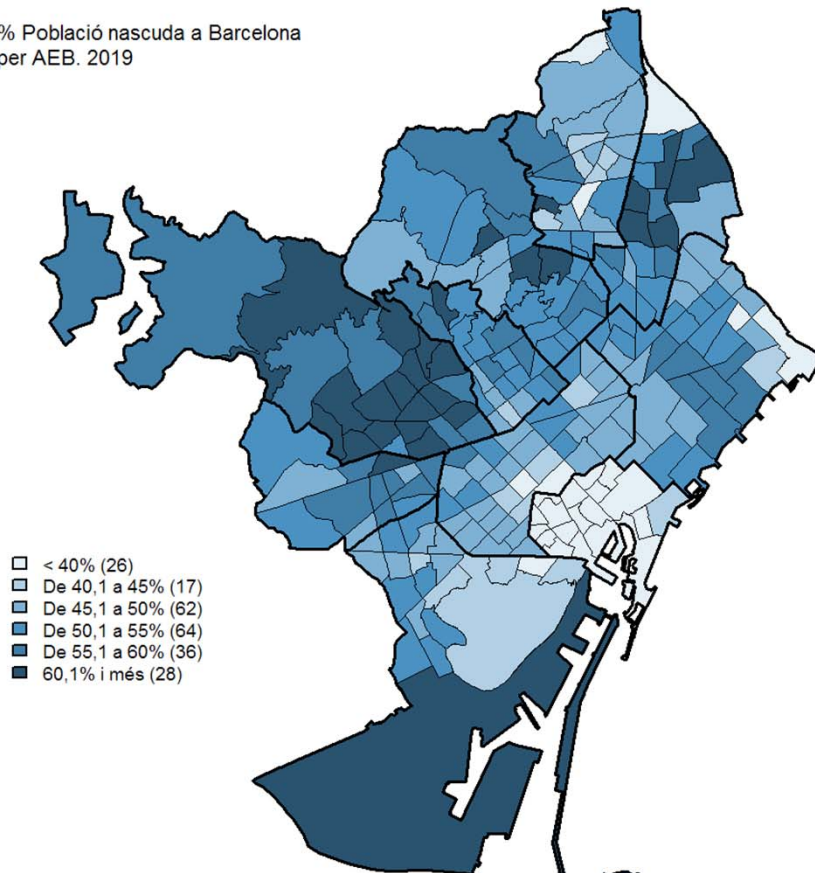 % Població nascuda a Barcelona
per AEB. 2019
< 40% (26)
De 40,1 a 45% (17)
De 45,1 a 50% (62)
De 50,1 a 55% (64)
De 55,1 a 60% (36)
60,1% i més (28)